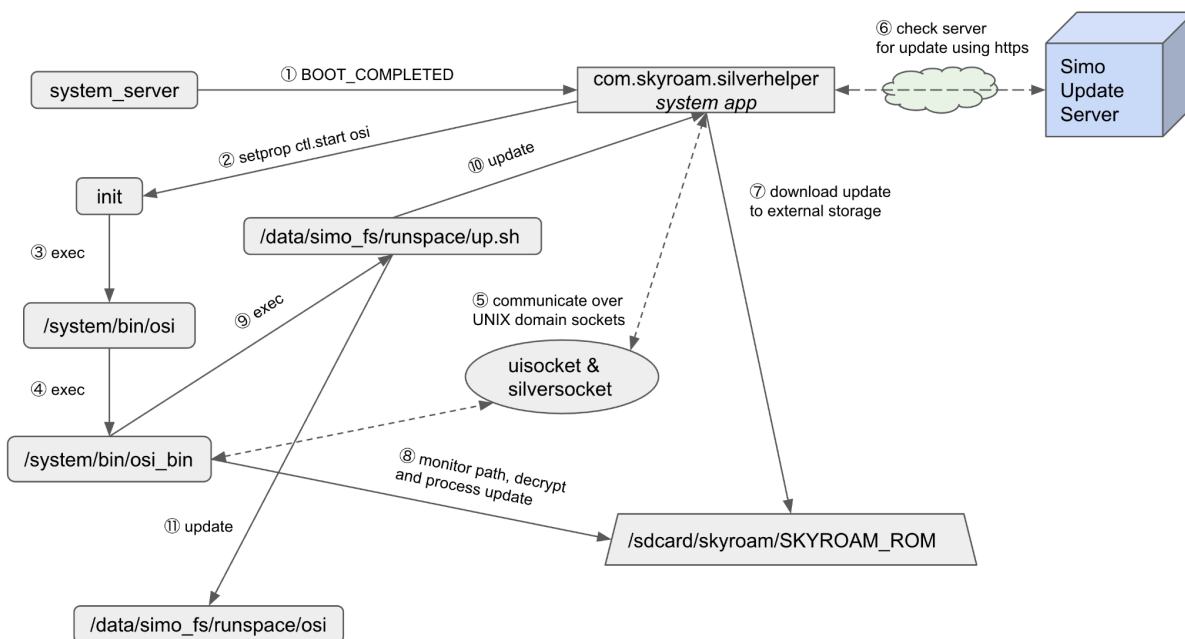 ⑥ check server
for update using https
Simo
Update
Server
① BOOT_COMPLETED
system_server
com.skyroam.silverhelper
system app
② setprop ctl.start osi
⑩ update
init
⑦ download update
to external storage
/data/simo_fs/runspace/up.sh
③ exec
⑨ exec
⑤ communicate over
UNIX domain sockets
/system/bin/osi
uisocket &
silversocket
④ exec
/system/bin/osi_bin
⑧ monitor path, decrypt
and process update
⑪ update
/sdcard/skyroam/SKYROAM_ROM
/data/simo_fs/runspace/osi